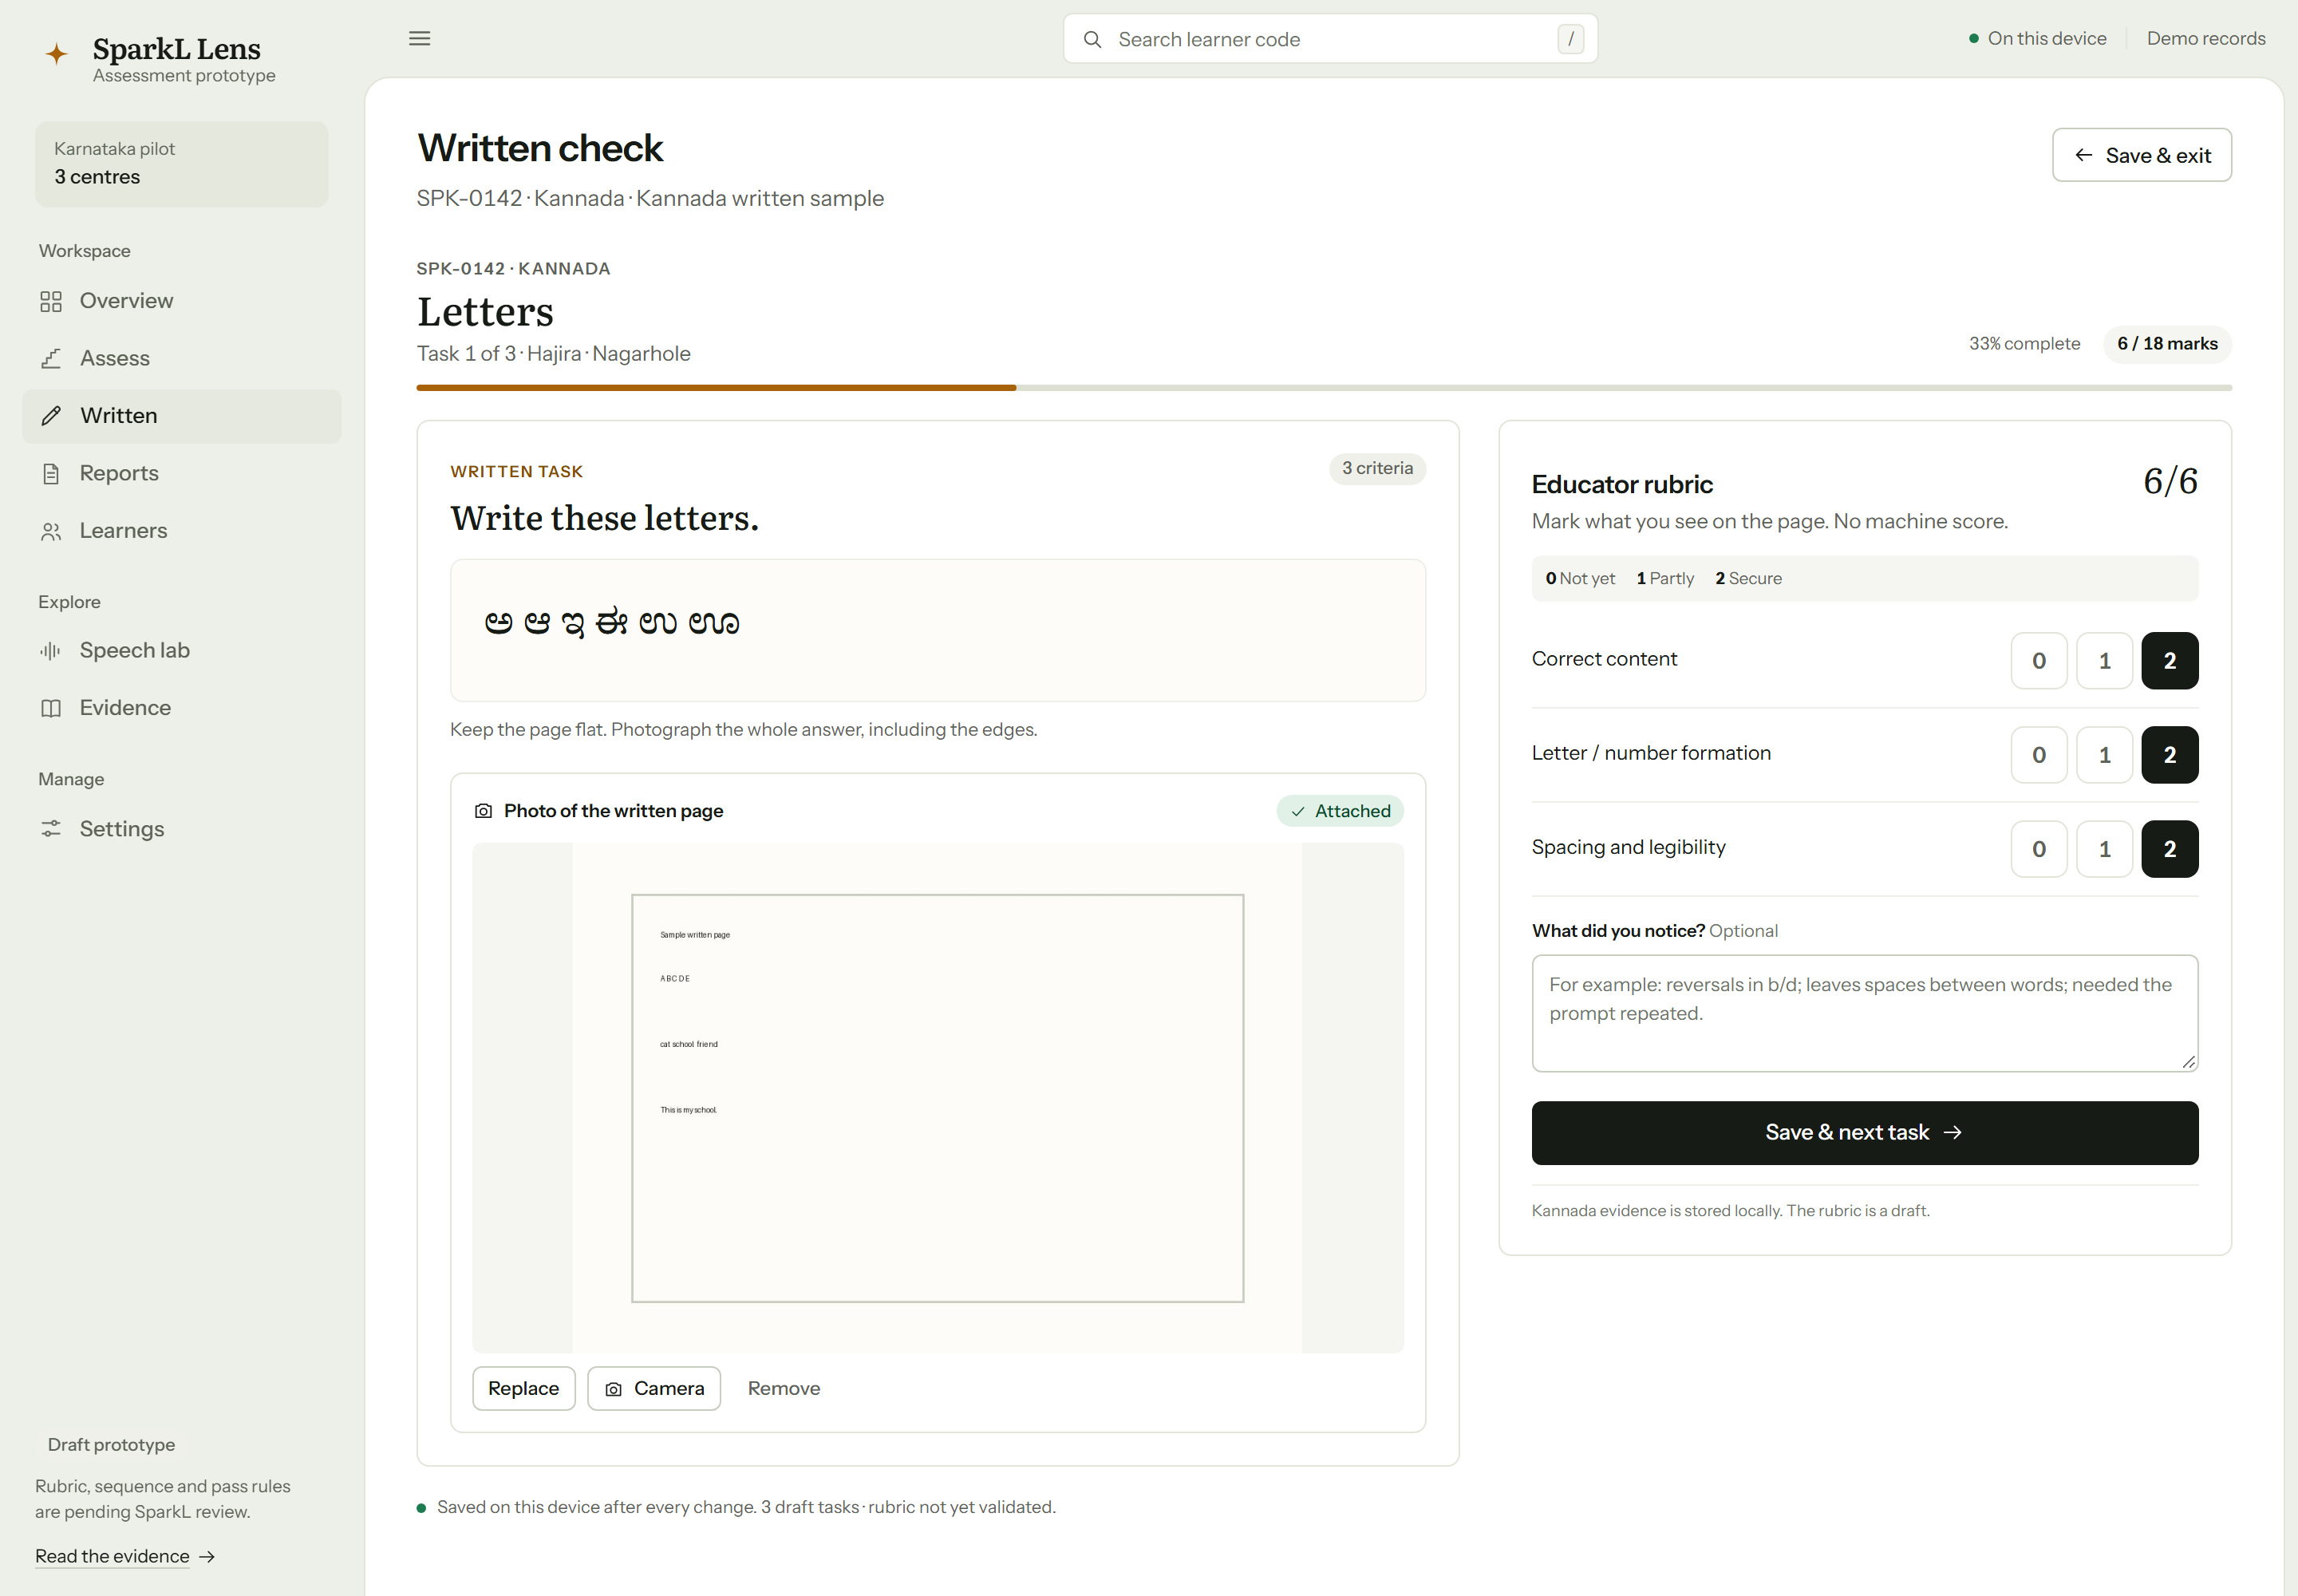 SparkL Lens
Assessment prototype
Karnataka pilot
3 centres
Workspace
Overview
Assess
Written
Reports
Learners
Explore
Speech lab
Evidence
Manage
Settings
Draft prototype
Rubric, sequence and pass rules
are pending SparkL review.
Read the evidence →
Search learner code /
On this device
Demo records
Written check
SPK-0142 · Kannada · Kannada written sample
← Save & exit
SPK-0142 · KANNADA
Letters
Task 1 of 3 · Hajira · Nagarhole
33% complete
6 / 18 marks
WRITTEN TASK
3 criteria
Write these letters.
ಅ ಆ ಇ ಈ ಉ ಊ
Keep the page flat. Photograph the whole answer, including the edges.
Photo of the written page
Attached
Sample written page
A B C D E
cat school friend
This is my school.
Replace
Camera
Remove
Educator rubric
6/6
Mark what you see on the page. No machine score.
0 Not yet 1 Partly 2 Secure
Correct content 0 1 2
Letter / number formation 0 1 2
Spacing and legibility 0 1 2
What did you notice? Optional
For example: reversals in b/d; leaves spaces between words; needed the
prompt repeated.
Save & next task →
Kannada evidence is stored locally. The rubric is a draft.
Saved on this device after every change. 3 draft tasks · rubric not yet validated.